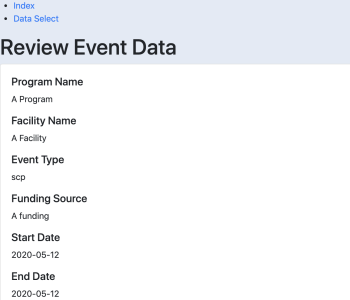 Index
Data Select
Review Event Data
Program Name
A Program
Facility Name
A Facility
Event Type
scp
Funding Source
A funding
Start Date
2020-05-12
End Date
2020-05-12